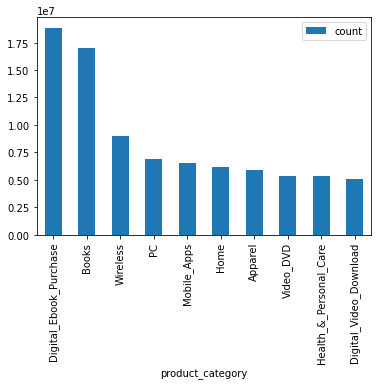 1e7
count
1.75
1.50
1.25
1.00
0.75
0.50
0.25
0.00
Digital_Ebook_Purchase
Books
Wireless
PC
Mobile_Apps
Home
Apparel
Video_DVD
Health_&_Personal_Care
Digital_Video_Download
product_category